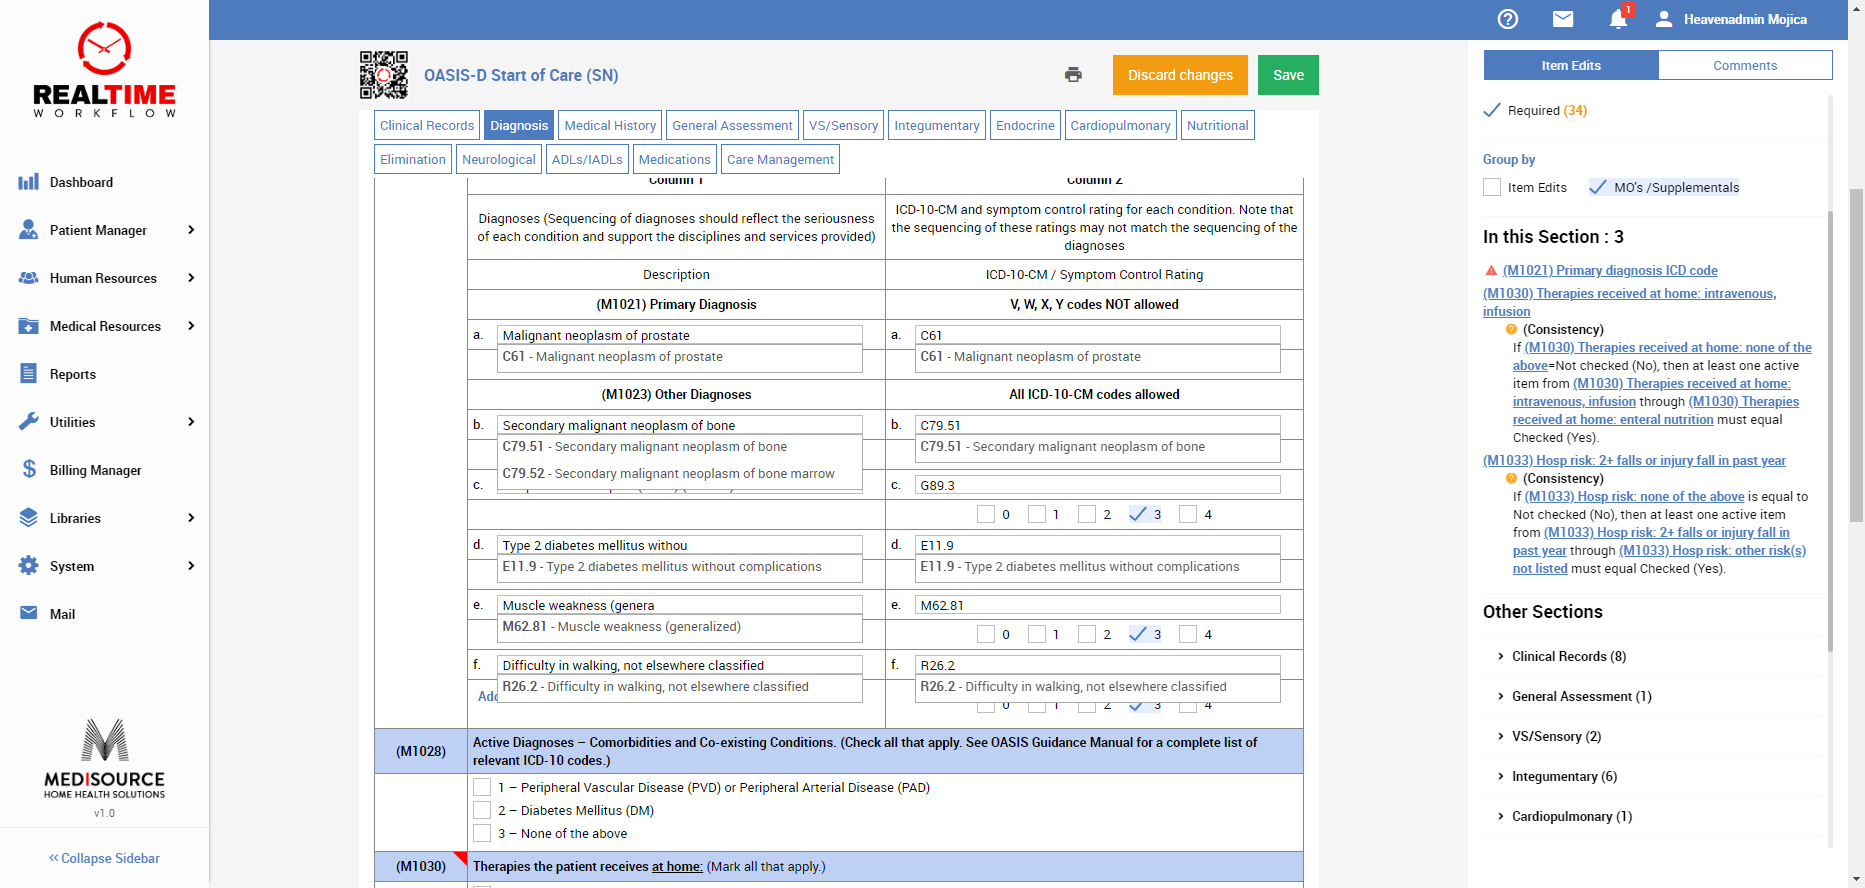 1
Heavenadmin Mojica
REALTIME
WORKFLOW
OASIS-D Start of Care (SN)
Discard changes
Save
Item Edits
Comments
Clinical Records
Diagnosis
Medical History
General Assessment
VS/Sensory
Integumentary
Endocrine
Cardiopulmonary
Nutritional
Elimination
Neurological
ADLs/IADLs
Medications
Care Management
Dashboard
Patient Manager
Human Resources
Medical Resources
Reports
Utilities
$ Billing Manager
Libraries
System
Mail
MEDISOURCE
HOME HEALTH SOLUTIONS
v1.0
Collapse Sidebar
Column 1
Column 2
Diagnoses (Sequencing of diagnoses should reflect the seriousness
of each condition and support the disciplines and services provided)
ICD-10-CM and symptom control rating for each condition. Note that
the sequencing of these ratings may not match the sequencing of the
diagnoses
Description
ICD-10-CM / Symptom Control Rating
(M1021) Primary Diagnosis
V, W, X, Y codes NOT allowed
a. Malignant neoplasm of prostate
C61 - Malignant neoplasm of prostate
a. C61
C61 - Malignant neoplasm of prostate
(M1023) Other Diagnoses
All ICD-10-CM codes allowed
b. Secondary malignant neoplasm of bone
C79.51 - Secondary malignant neoplasm of bone
C79.52 - Secondary malignant neoplasm of bone marrow
b. C79.51
C79.51 - Secondary malignant neoplasm of bone
c.
c. G89.3
0 1 2 3 4
d. Type 2 diabetes mellitus withou
E11.9 - Type 2 diabetes mellitus without complications
d. E11.9
E11.9 - Type 2 diabetes mellitus without complications
e. Muscle weakness (genera
M62.81 - Muscle weakness (generalized)
e. M62.81
0 1 2 3 4
f. Difficulty in walking, not elsewhere classified
R26.2 - Difficulty in walking, not elsewhere classified
f. R26.2
R26.2 - Difficulty in walking, not elsewhere classified
0 1 2 3 4
(M1028)
Active Diagnoses – Comorbidities and Co-existing Conditions. (Check all that apply. See OASIS Guidance Manual for a complete list of
relevant ICD-10 codes.)
1 – Peripheral Vascular Disease (PVD) or Peripheral Arterial Disease (PAD)
2 – Diabetes Mellitus (DM)
3 – None of the above
(M1030)
Therapies the patient receives at home: (Mark all that apply.)
Required (34)
Group by
Item Edits
MO's /Supplementals
In this Section : 3
(M1021) Primary diagnosis ICD code
(M1030) Therapies received at home: intravenous,
infusion
(Consistency)
If (M1030) Therapies received at home: none of the
above=Not checked (No), then at least one active
item from (M1030) Therapies received at home:
intravenous, infusion through (M1030) Therapies
received at home: enteral nutrition must equal
Checked (Yes).
(M1033) Hosp risk: 2+ falls or injury fall in past year
(Consistency)
If (M1033) Hosp risk: none of the above is equal to
Not checked (No), then at least one active item
from (M1033) Hosp risk: 2+ falls or injury fall in
past year through (M1033) Hosp risk: other risk(s)
not listed must equal Checked (Yes).
Other Sections
Clinical Records (8)
General Assessment (1)
VS/Sensory (2)
Integumentary (6)
Cardiopulmonary (1)